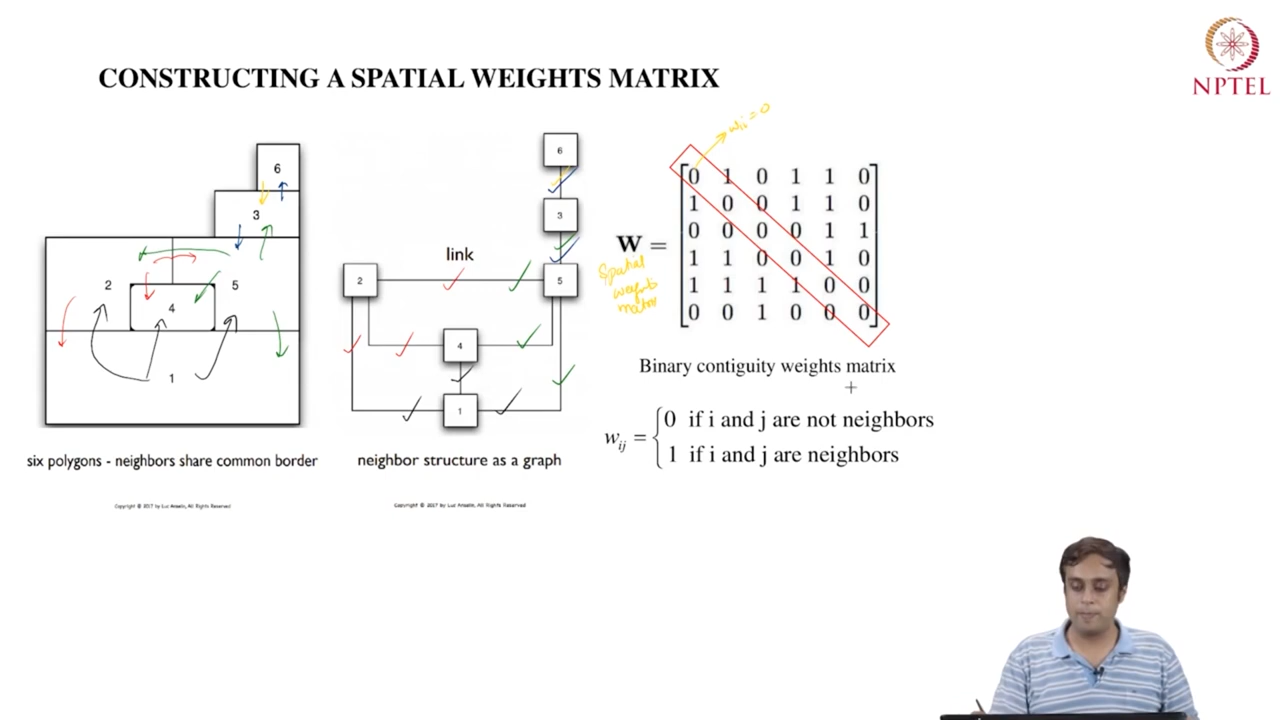 CONSTRUCTING A SPATIAL WEIGHTS MATRIX
NPTEL
6
3
2
5
4
1
six polygons - neighbors share common border
Copyright © 2017 by Luc Anselin, All Rights Reserved
6
3
link
2
5
4
1
neighbor structure as a graph
Copyright © 2017 by Luc Anselin, All Rights Reserved
wii = 0
W =
0 1 0 1 1 0
1 0 0 1 1 0
0 0 0 0 1 1
1 1 0 0 1 0
1 1 1 1 0 0
0 0 1 0 0 0
Spatial
weights
matrix
Binary contiguity weights matrix
wij =
0 if i and j are not neighbors
1 if i and j are neighbors